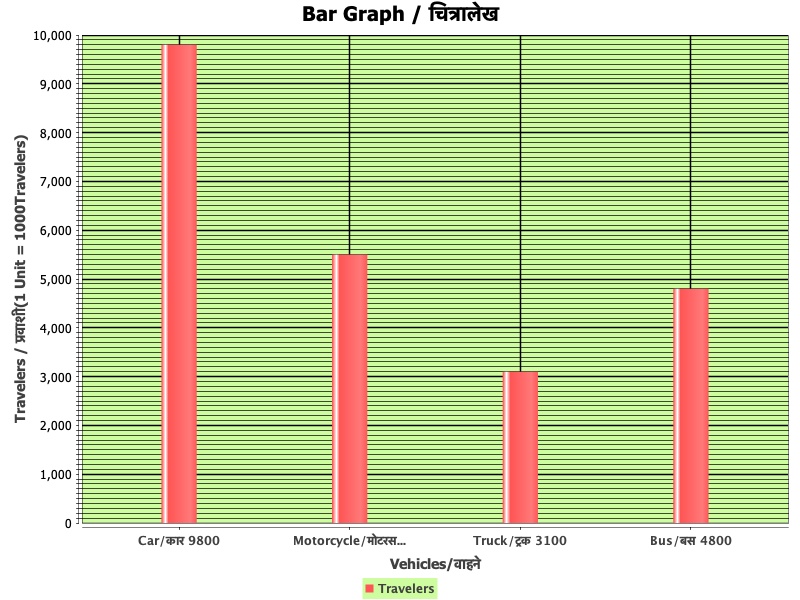 Bar Graph / चित्रालेख
Travelers / प्रवाशी(1 Unit = 1000Travelers)
10,000
9,000
8,000
7,000
6,000
5,000
4,000
3,000
2,000
1,000
0
Car/कार 9800 Motorcycle/मोटरस... Truck/ट्रक 3100 Bus/बस 4800
Vehicles/वाहने
Travelers